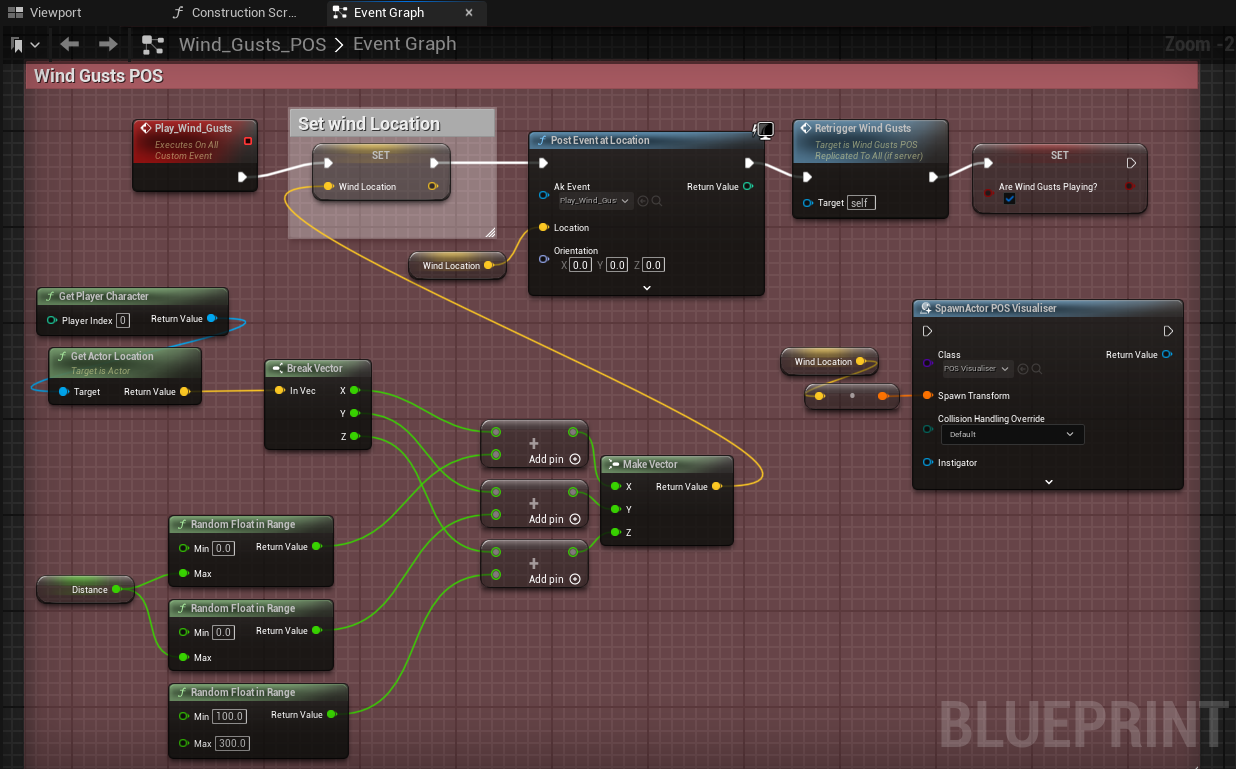 Viewport
Construction Scr...
Event Graph
Wind_Gusts_POS > Event Graph
Zoom -2
Wind Gusts POS
Play_Wind_Gusts
Executes On All
Custom Event
Set wind Location
SET
Wind Location
Post Event at Location
Ak Event
Play_Wind_Gus
Return Value
Location
Orientation
X 0.0 Y 0.0 Z 0.0
Retrigger Wind Gusts
Target is Wind Gusts POS
Replicated To All (if server)
Target self
SET
Are Wind Gusts Playing?
Wind Location
Get Player Character
Player Index 0
Return Value
Get Actor Location
Target is Actor
Target
Return Value
Break Vector
In Vec
X
Y
Z
Add pin
Add pin
Add pin
Make Vector
X
Return Value
Y
Z
Wind Location
SpawnActor POS Visualiser
Class
POS Visualiser
Return Value
Spawn Transform
Collision Handling Override
Default
Instigator
Distance
Random Float in Range
Min 0.0
Return Value
Max
Random Float in Range
Min 0.0
Return Value
Max
Random Float in Range
Min 100.0
Return Value
Max 300.0
BLUEPRINT